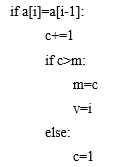 if a[i]=a[i-1]:
c+=1
if c>m:
m=c
v=i
else:
c=1